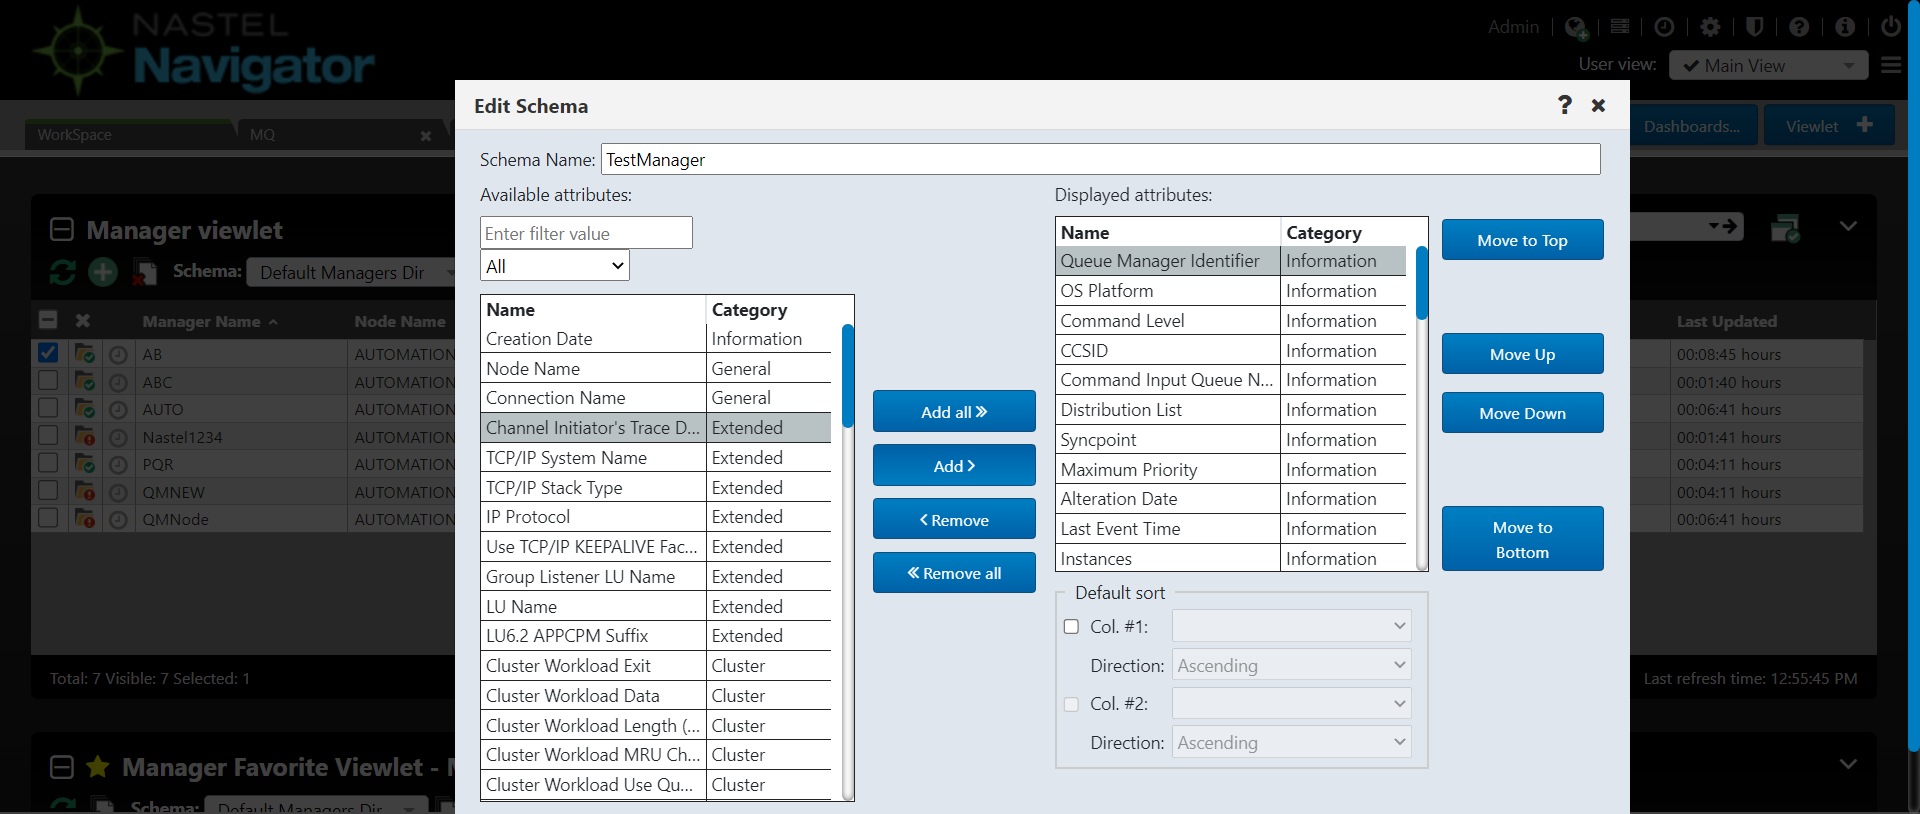 NASTEL
Navigator
Admin
User view: Main View
WorkSpace
MQ
Dashboards...
Viewlet
Edit Schema
Schema Name: TestManager
Available attributes:
Enter filter value
All
Name Category
Creation Date Information
Node Name General
Connection Name General
Channel Initiator's Trace D... Extended
TCP/IP System Name Extended
TCP/IP Stack Type Extended
IP Protocol Extended
Use TCP/IP KEEPALIVE Fac... Extended
Group Listener LU Name Extended
LU Name Extended
LU6.2 APPCPM Suffix Extended
Cluster Workload Exit Cluster
Cluster Workload Data Cluster
Cluster Workload Length (... Cluster
Cluster Workload MRU Ch... Cluster
Cluster Workload Use Qu... Cluster
Add all
Add
Remove
Remove all
Displayed attributes:
Name Category
Queue Manager Identifier Information
OS Platform Information
Command Level Information
CCSID Information
Command Input Queue N... Information
Distribution List Information
Syncpoint Information
Maximum Priority Information
Alteration Date Information
Last Event Time Information
Instances Information
Move to Top
Move Up
Move Down
Move to
Bottom
Default sort
Col. #1:
Direction: Ascending
Col. #2:
Direction: Ascending
Manager viewlet
Schema: Default Managers Dir
Manager Name Node Name Last Updated
AB AUTOMATION 00:08:45 hours
ABC AUTOMATION 00:01:40 hours
AUTO AUTOMATION 00:06:41 hours
Nastel1234 AUTOMATION 00:01:41 hours
PQR AUTOMATION 00:04:11 hours
QMNEW AUTOMATION 00:04:11 hours
QMNode AUTOMATION 00:06:41 hours
Total: 7 Visible: 7 Selected: 1
Last refresh time: 12:55:45 PM
Manager Favorite Viewlet -
Schema: Default Managers Dir